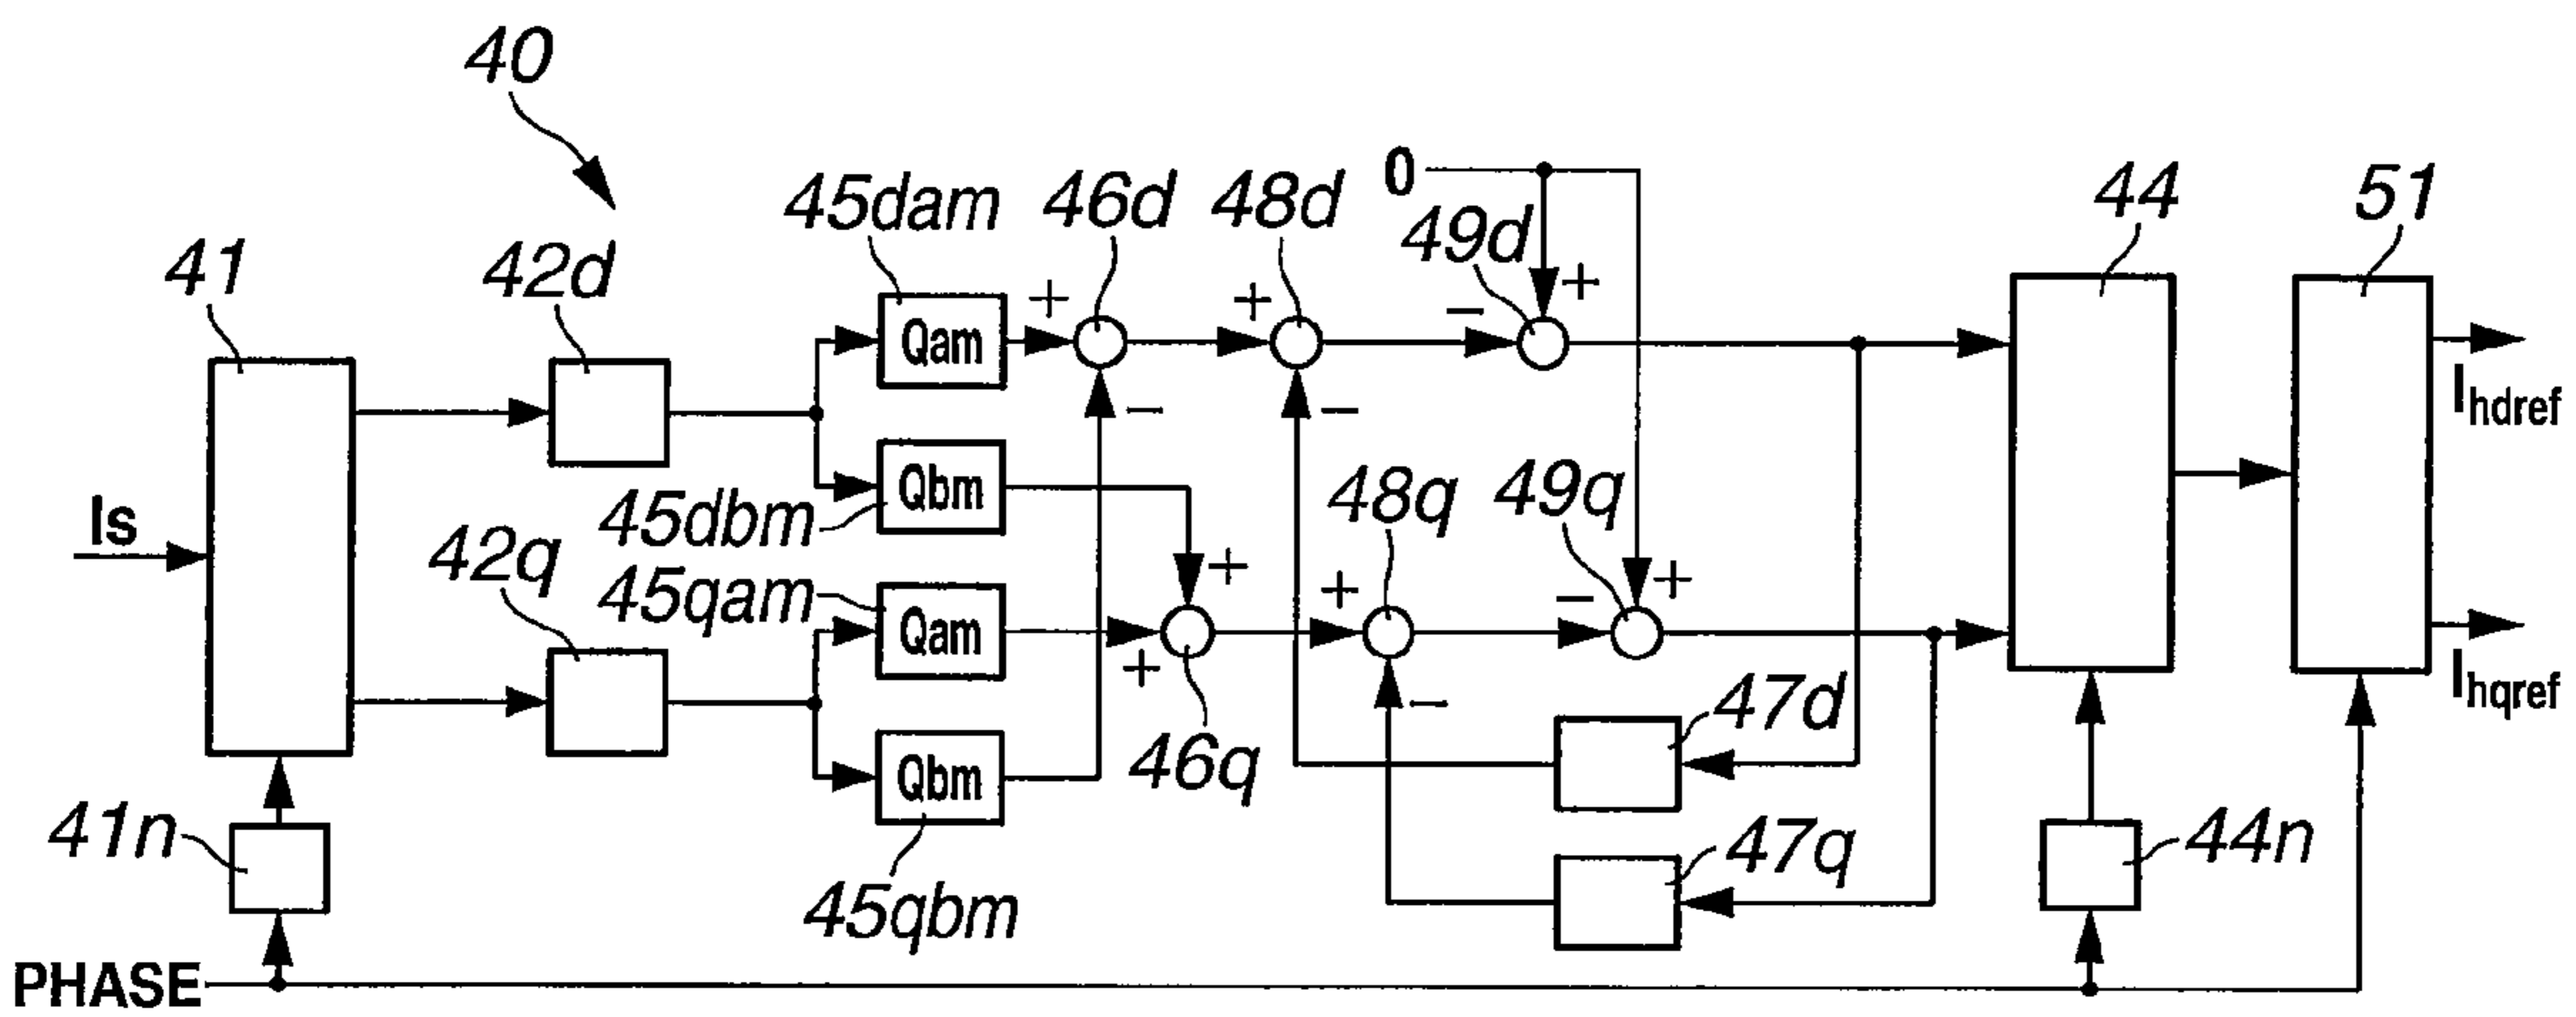 40
45dam
46d
48d
0
49d
44
51
41
42d
+
+
+
−
Qam
−
−
Ihdref
Is
45dbm
Qbm
48q
49q
42q
45qam
+
+
−
+
Qam
+
Ihqref
−
47d
45qbm
Qbm
46q
41n
47q
44n
PHASE